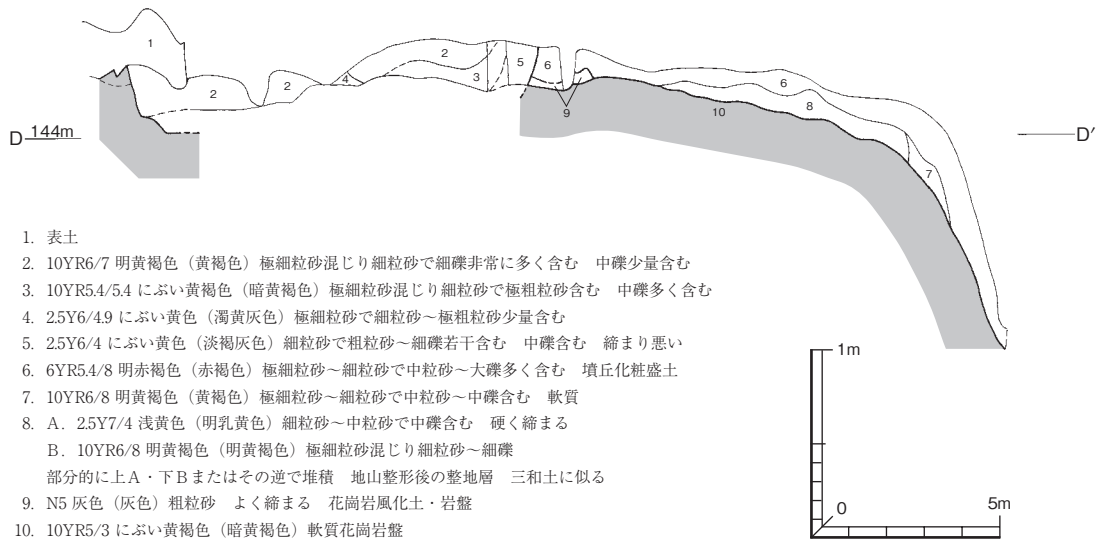 1
2
2
4
2
3
5
6
9
6
8
10
7
D 144m
D′
1. 表土
2. 10YR6/7 明黄褐色（黄褐色）極細粒砂混じり細粒砂で細礫非常に多く含む　中礫少量含む
3. 10YR5.4/5.4 にぶい黄褐色（暗黄褐色）極細粒砂混じり細粒砂で極粗粒砂含む　中礫多く含む
4. 2.5Y6/4.9 にぶい黄色（濁黄灰色）極細粒砂で細粒砂～極粗粒砂少量含む
5. 2.5Y6/4 にぶい黄色（淡褐灰色）細粒砂で粗粒砂～細礫若干含む　中礫含む　締まり悪い
6. 6YR5.4/8 明赤褐色（赤褐色）極細粒砂～細粒砂で中粒砂～大礫多く含む　墳丘化粧盛土
7. 10YR6/8 明黄褐色（黄褐色）極細粒砂～細粒砂で中粒砂～中礫含む　軟質
8. A．2.5Y7/4 浅黄色（明乳黄色）細粒砂～中粒砂で中礫含む　硬く締まる
B．10YR6/8 明黄褐色（明黄褐色）極細粒砂混じり細粒砂～細礫
部分的に上A・下Bまたはその逆で堆積　地山整形後の整地層　三和土に似る
9. N5 灰色（灰色）粗粒砂　よく締まる　花崗岩風化土・岩盤
10. 10YR5/3 にぶい黄褐色（暗黄褐色）軟質花崗岩盤
1m
0
5m